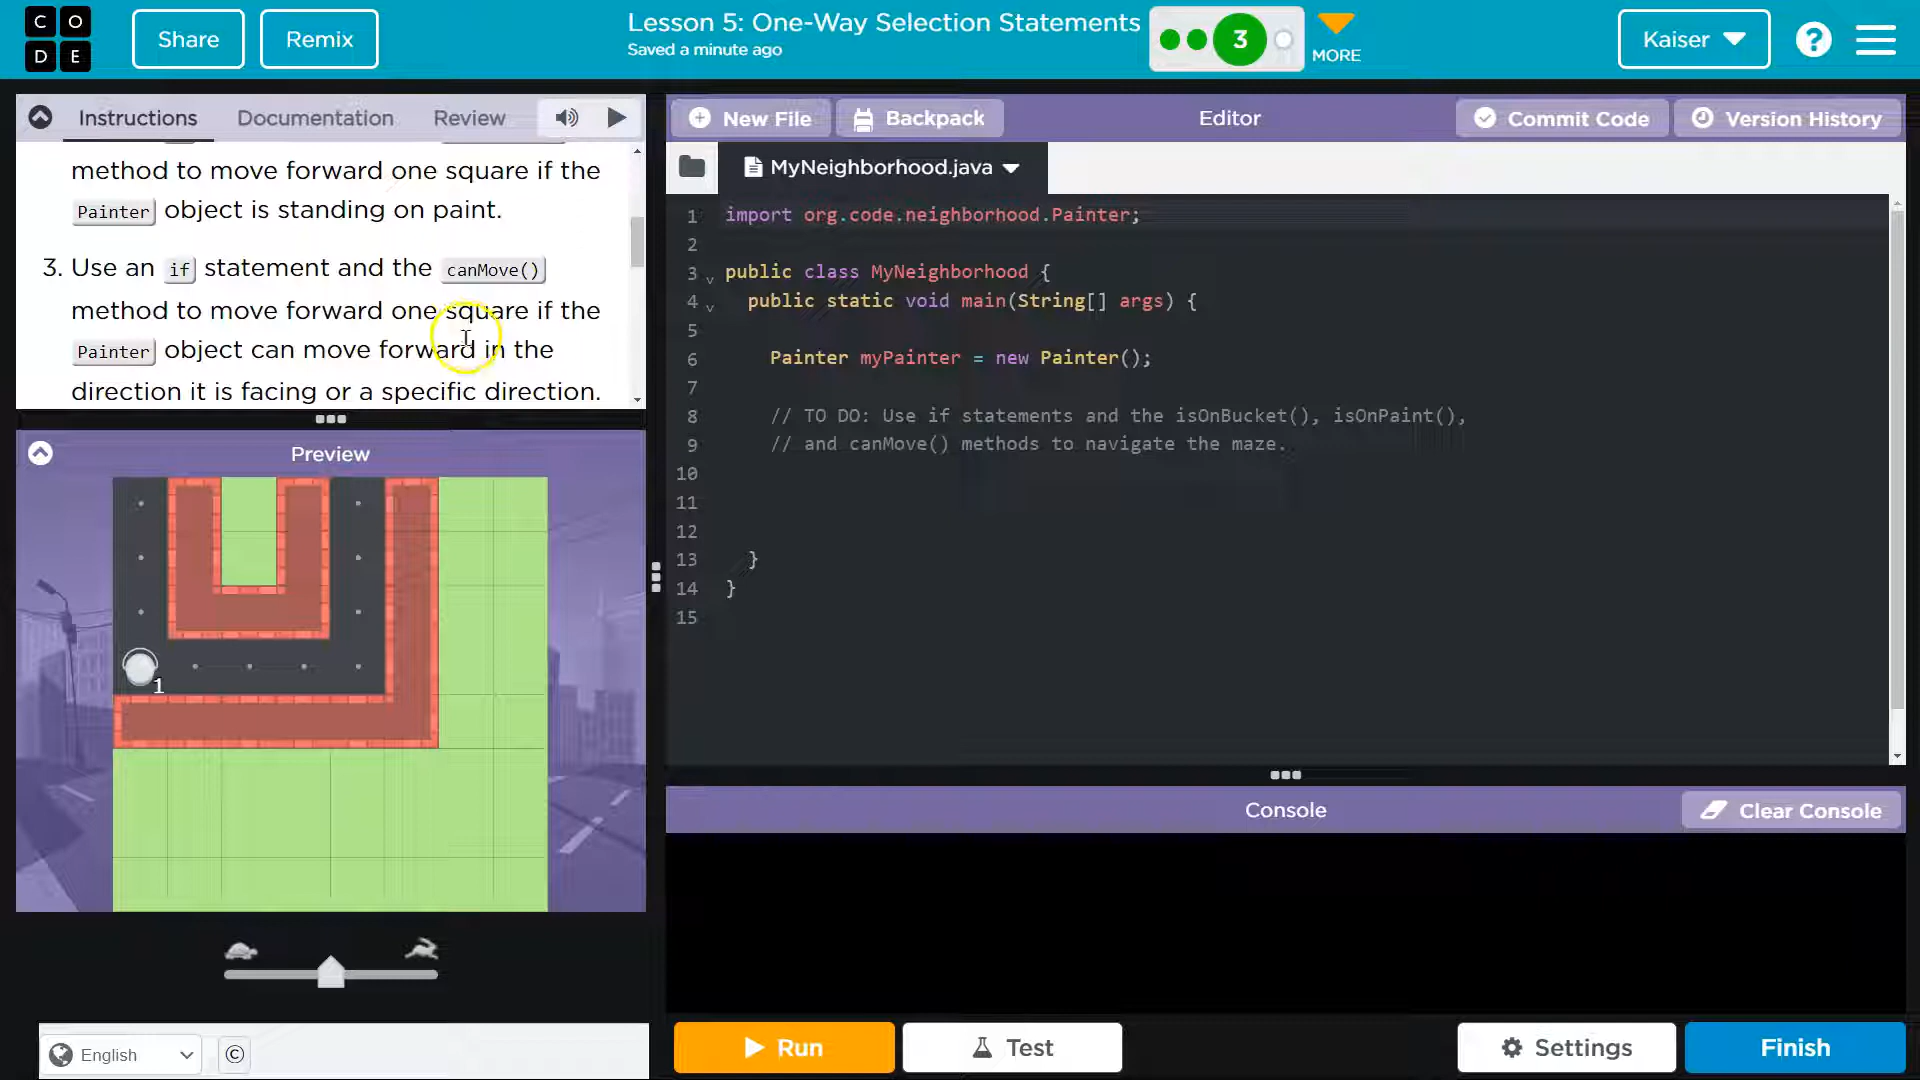 C O
D E
Share
Remix
Lesson 5: One-Way Selection Statements
Saved a minute ago
3
MORE
Kaiser
?
Instructions
Documentation
Review
method to move forward one square if the
Painter object is standing on paint.
3. Use an if statement and the canMove()
method to move forward one square if the
Painter object can move forward in the
direction it is facing or a specific direction.
Preview
1
English
©
New File
Backpack
Editor
Commit Code
Version History
MyNeighborhood.java
1 import org.code.neighborhood.Painter;
2
3 public class MyNeighborhood {
4 public static void main(String[] args) {
5
6 Painter myPainter = new Painter();
7
8 // TO DO: Use if statements and the isOnBucket(), isOnPaint(),
9 // and canMove() methods to navigate the maze.
10
11
12
13 }
14 }
15
Console
Clear Console
Run
Test
Settings
Finish